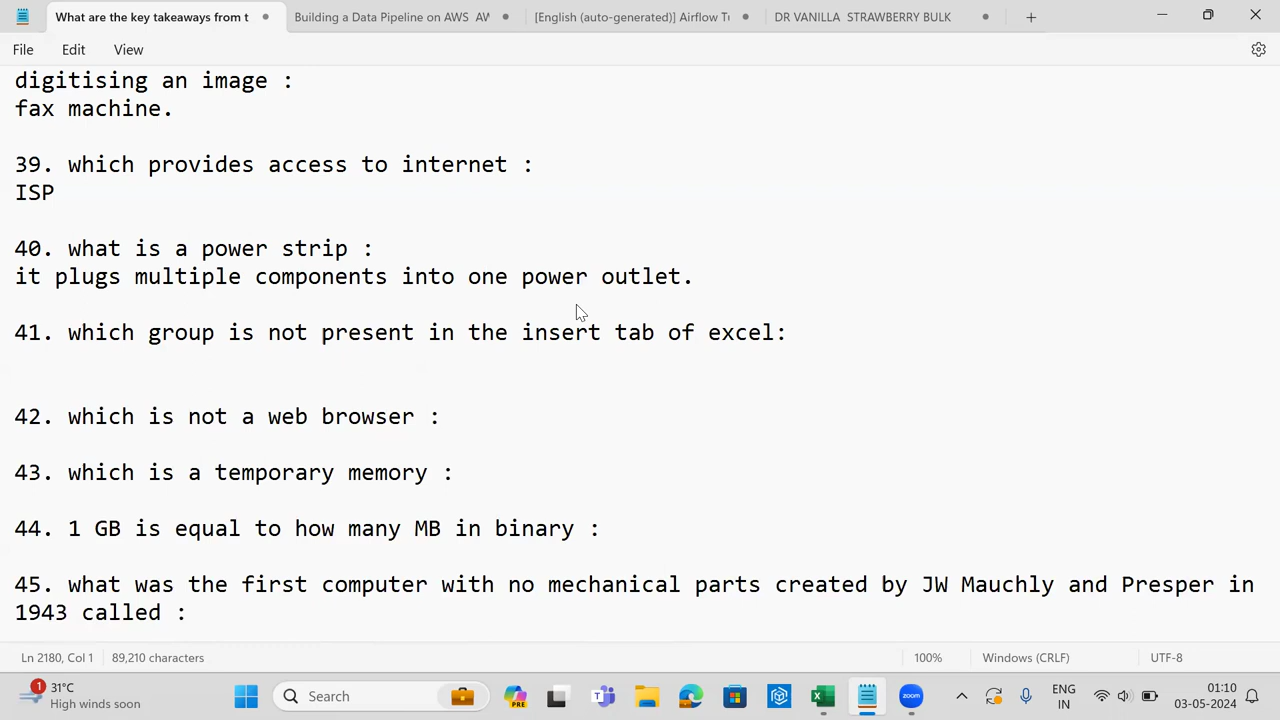 What are the key takeaways from t
Building a Data Pipeline on AWS AW
[English (auto-generated)] Airflow Tu
DR VANILLA STRAWBERRY BULK
File Edit View
digitising an image :
fax machine.
39. which provides access to internet :
ISP
40. what is a power strip :
it plugs multiple components into one power outlet.
41. which group is not present in the insert tab of excel:
42. which is not a web browser :
43. which is a temporary memory :
44. 1 GB is equal to how many MB in binary :
45. what was the first computer with no mechanical parts created by JW Mauchly and Presper in
1943 called :
Ln 2180, Col 1 89,210 characters 100% Windows (CRLF) UTF-8
1
31°C
High winds soon
Search
PRE
zoom
ENG
IN
01:10
03-05-2024